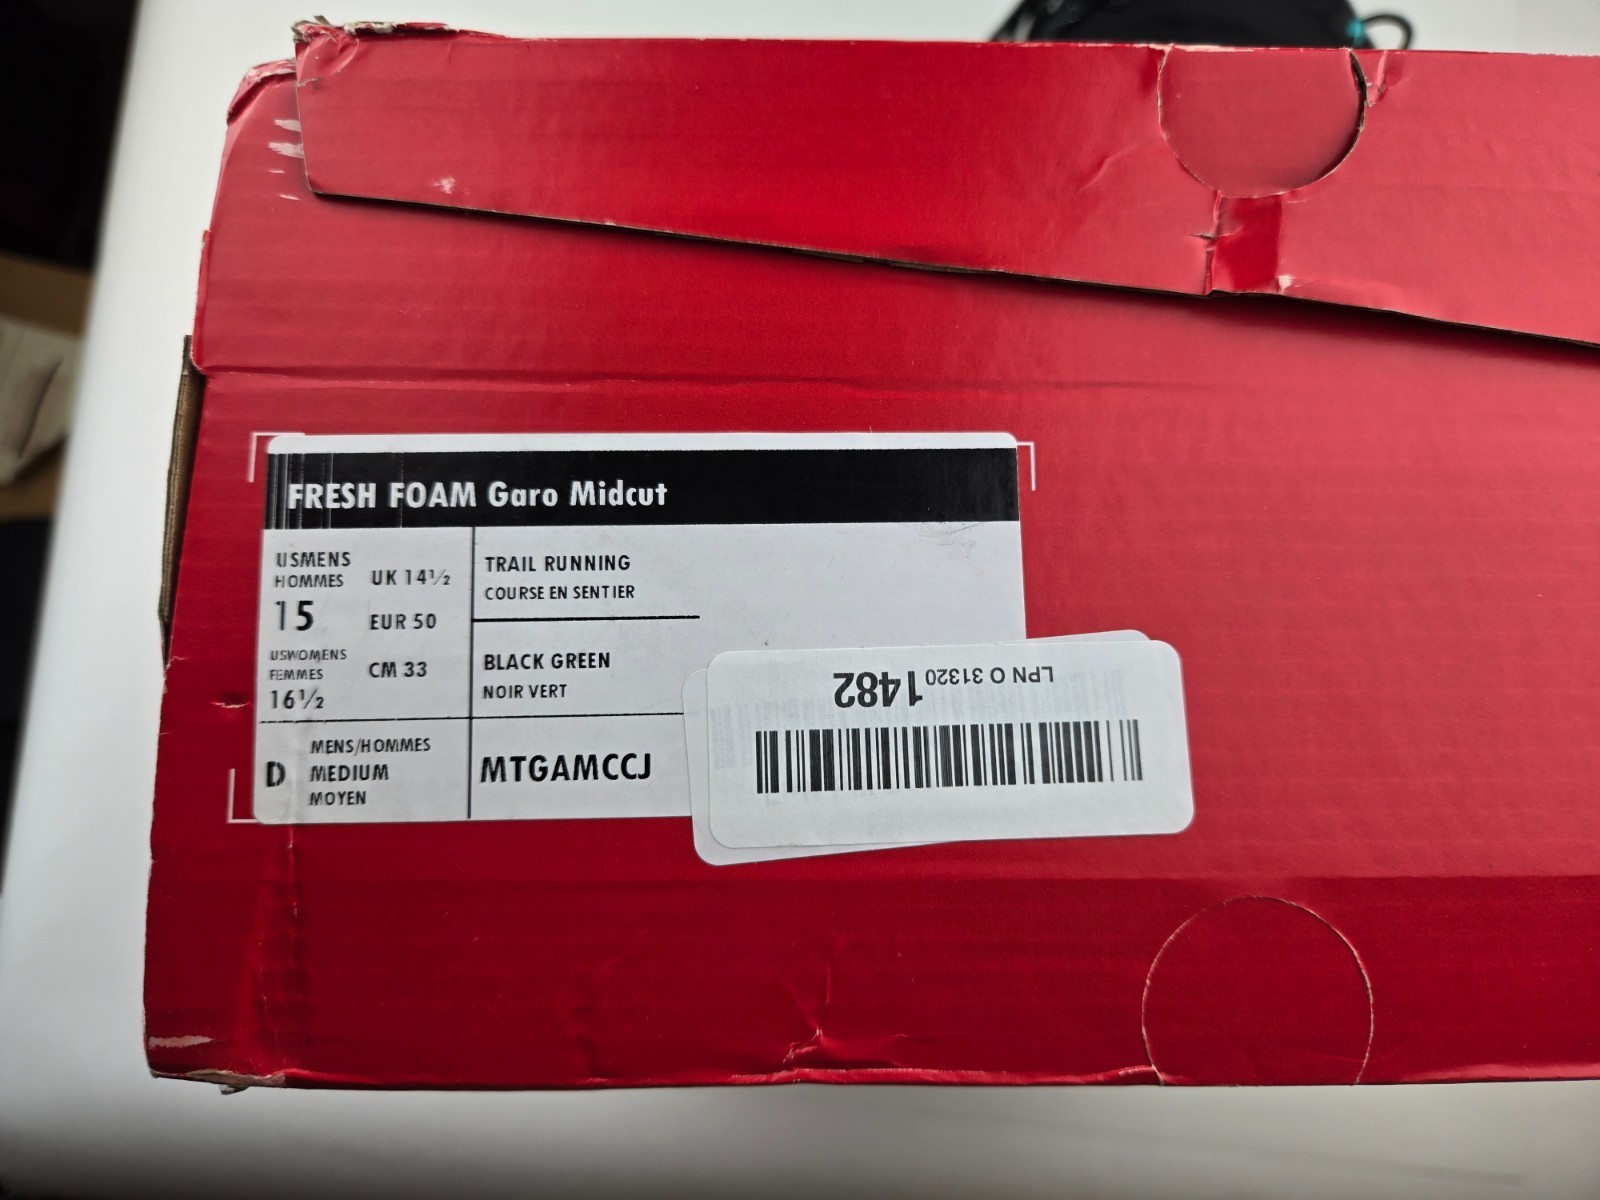 FRESH FOAM Garo Midcut
USMENS
HOMMES
15
UK 14½
EUR 50
USWOMENS
FEMMES
16½
CM 33
D
MENS/HOMMES
MEDIUM
MOYEN
TRAIL RUNNING
COURSE EN SENTIER
BLACK GREEN
NOIR VERT
MTGAMCCJ
LPN O 31320 1482